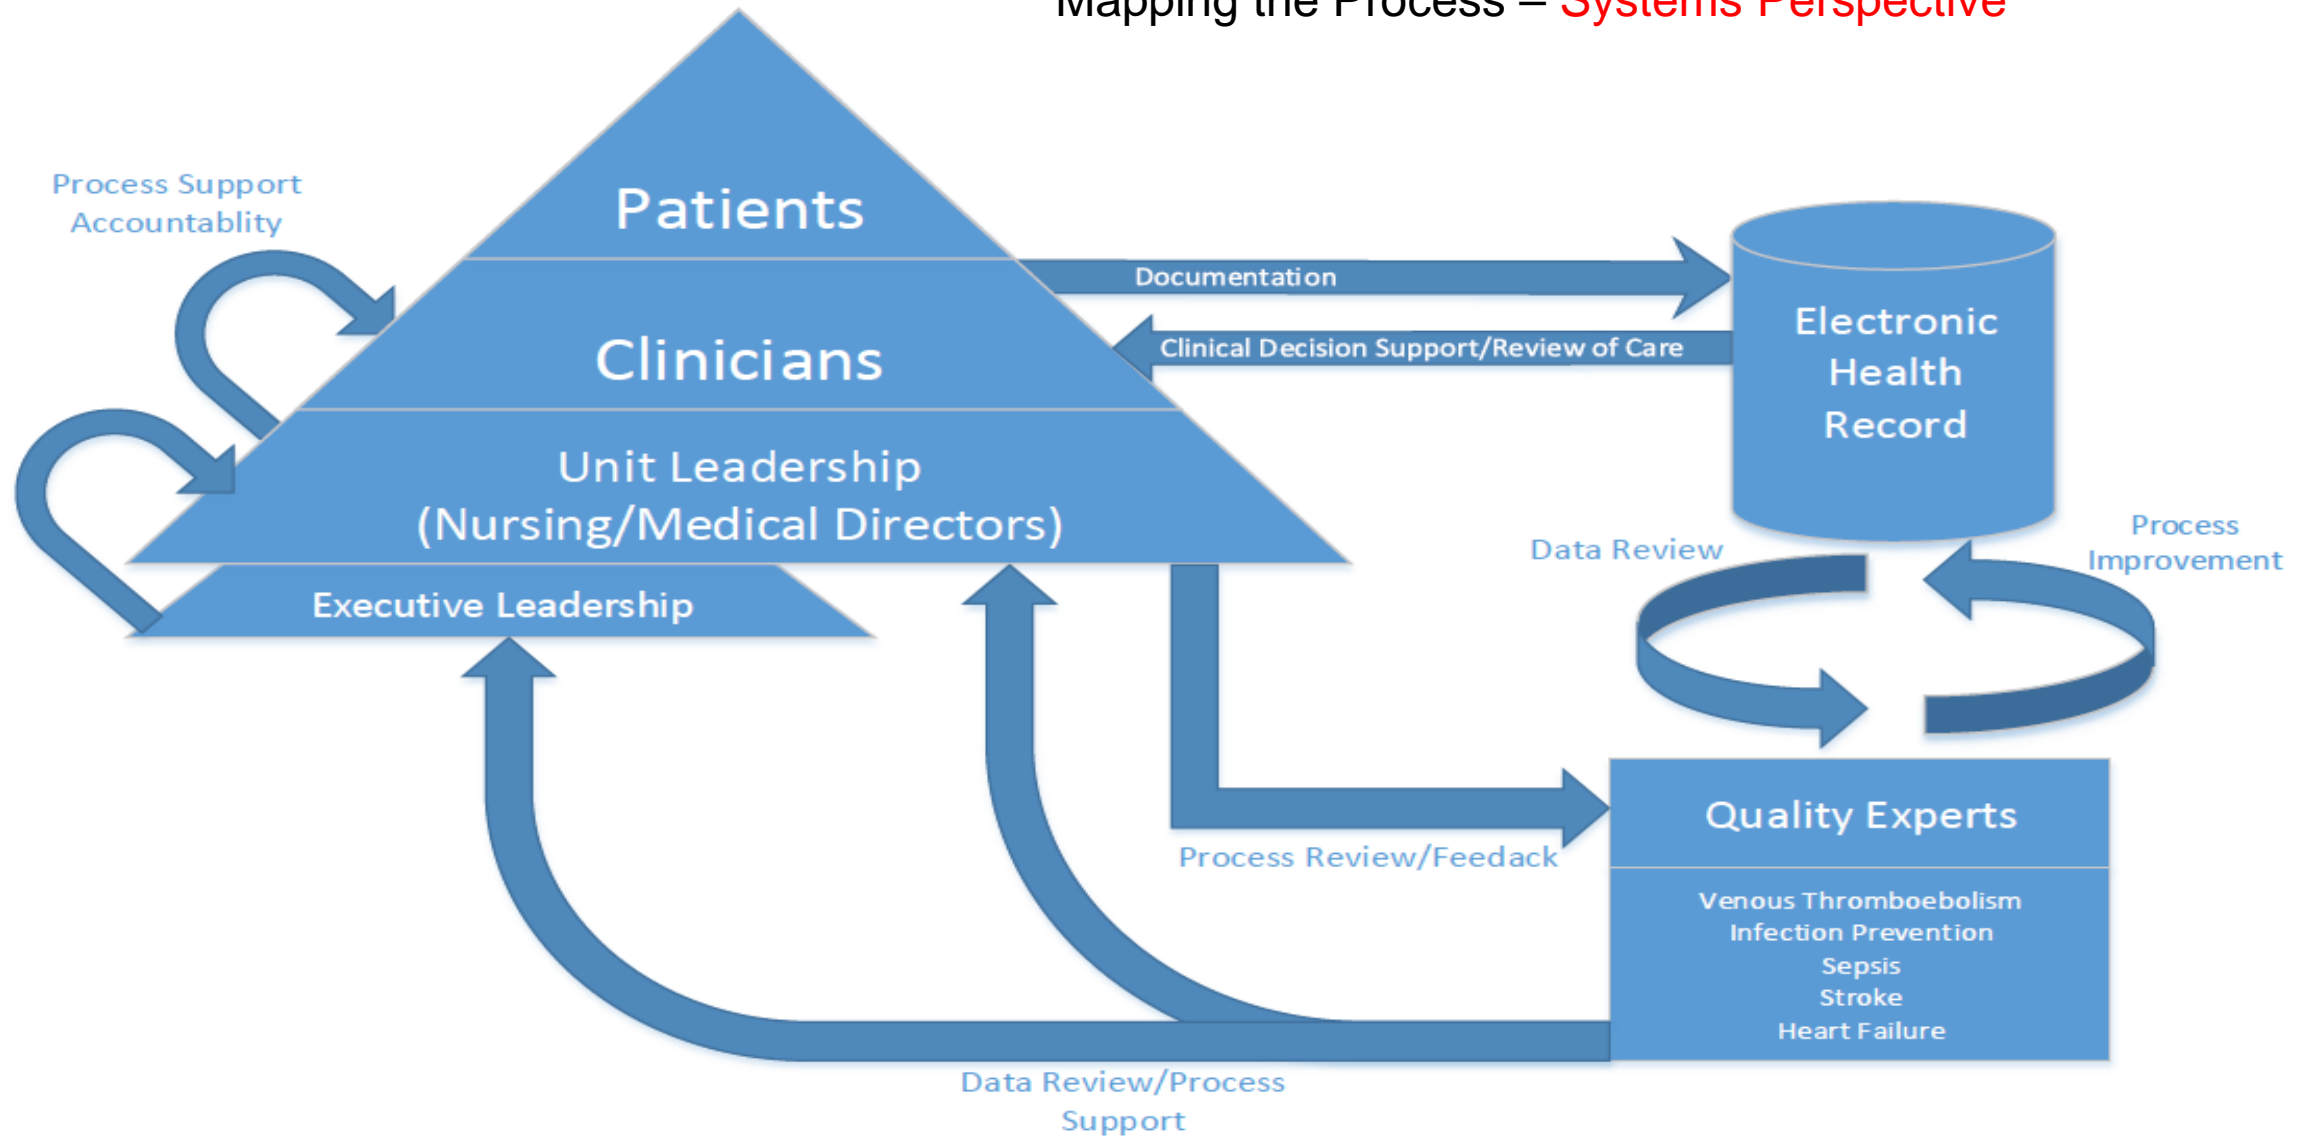 Mapping the Process – Systems Perspective
Process Support
Accountablity
Patients
Documentation
Clinical Decision Support/Review of Care
Clinicians
Electronic
Health
Record
Unit Leadership
(Nursing/Medical Directors)
Executive Leadership
Data Review
Process
Improvement
Process Review/Feedack
Quality Experts
Venous Thromboebolism
Infection Prevention
Sepsis
Stroke
Heart Failure
Data Review/Process
Support